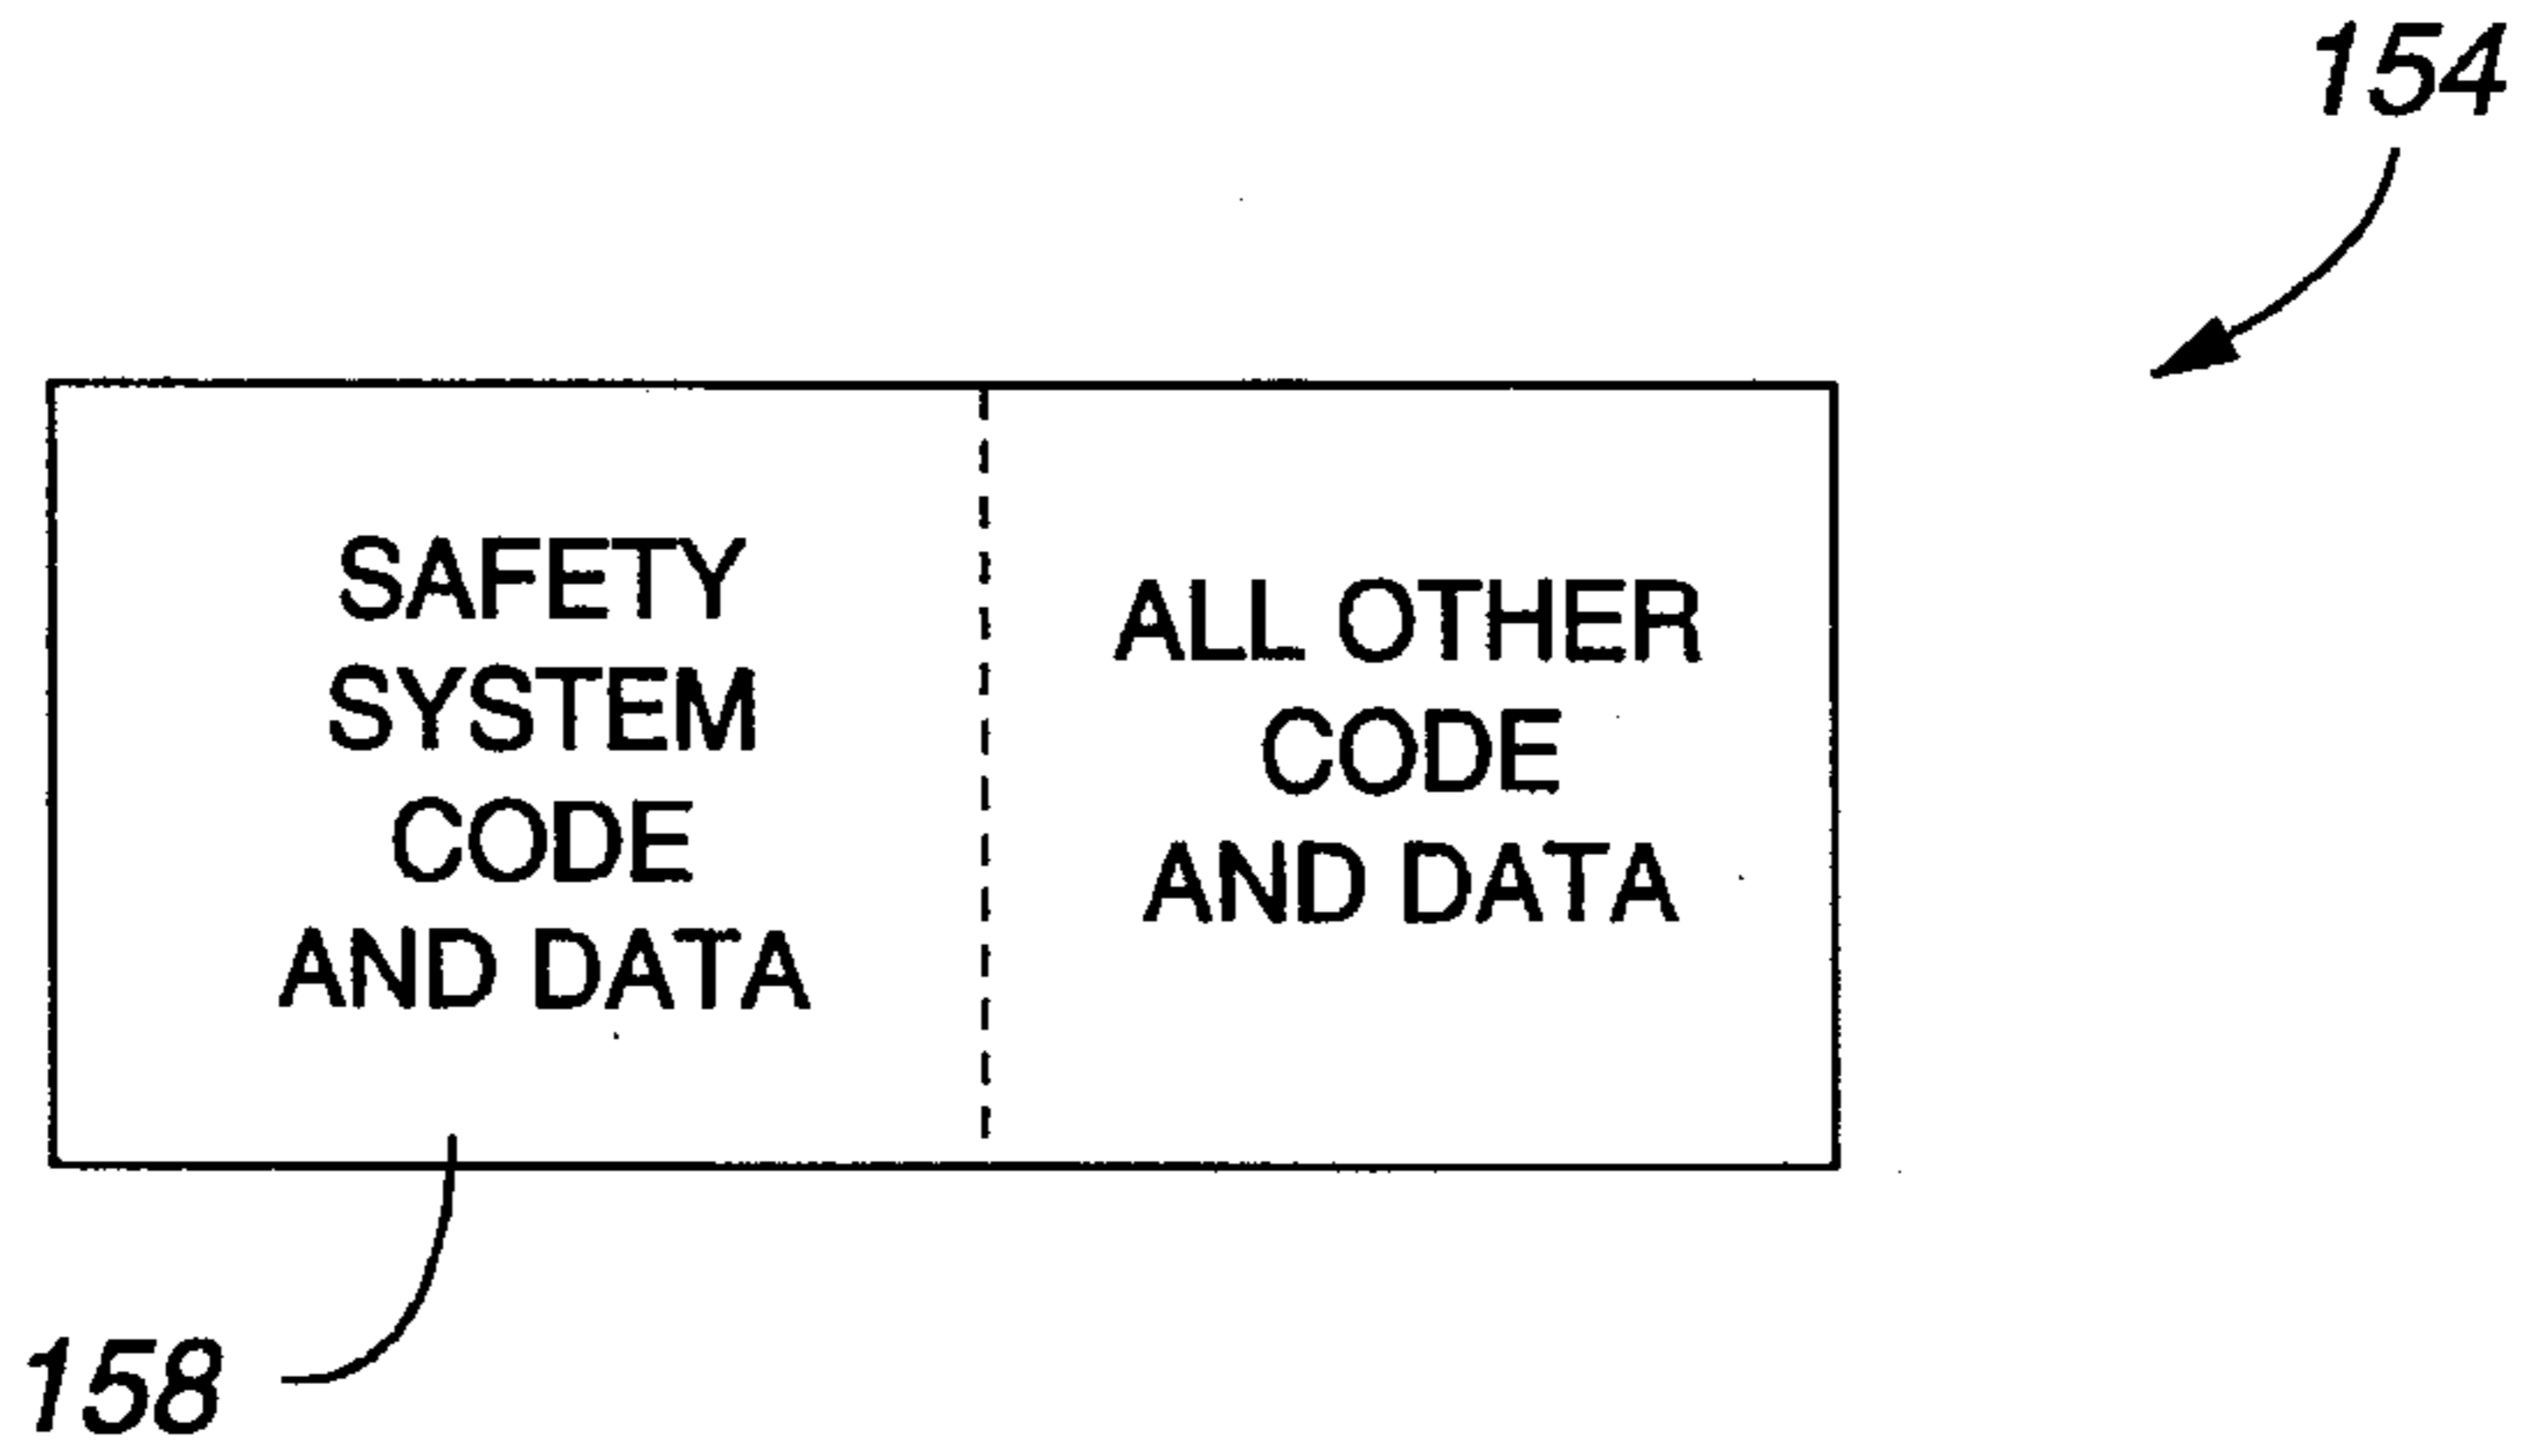 154
SAFETY
SYSTEM
CODE
AND DATA
ALL OTHER
CODE
AND DATA
158